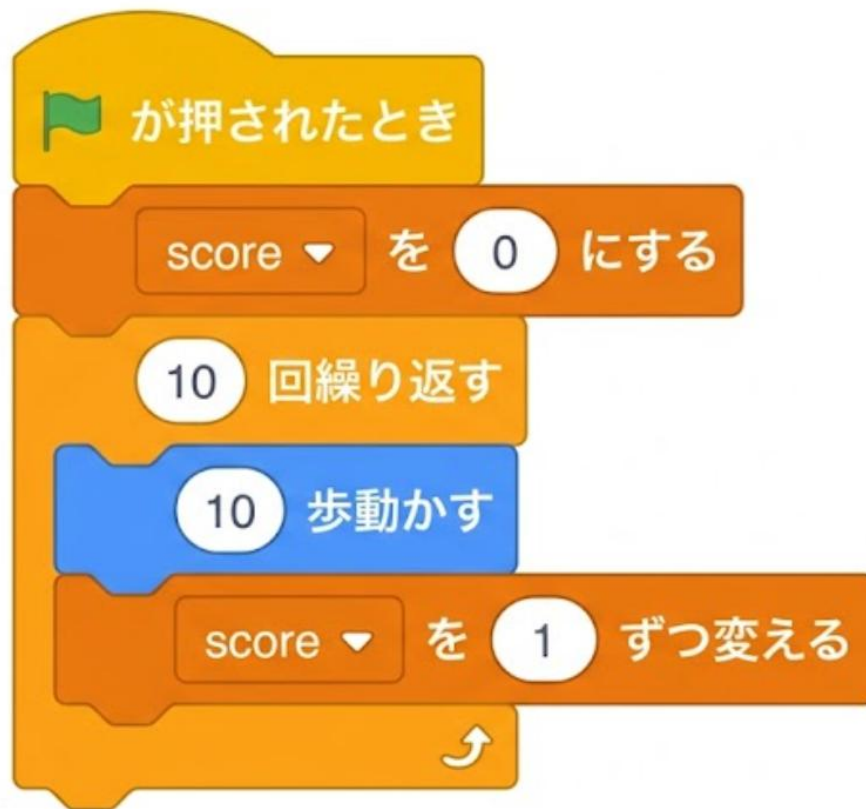 が押されたとき
score を 0 にする
10 回繰り返す
10 歩動かす
score を 1 ずつ変える